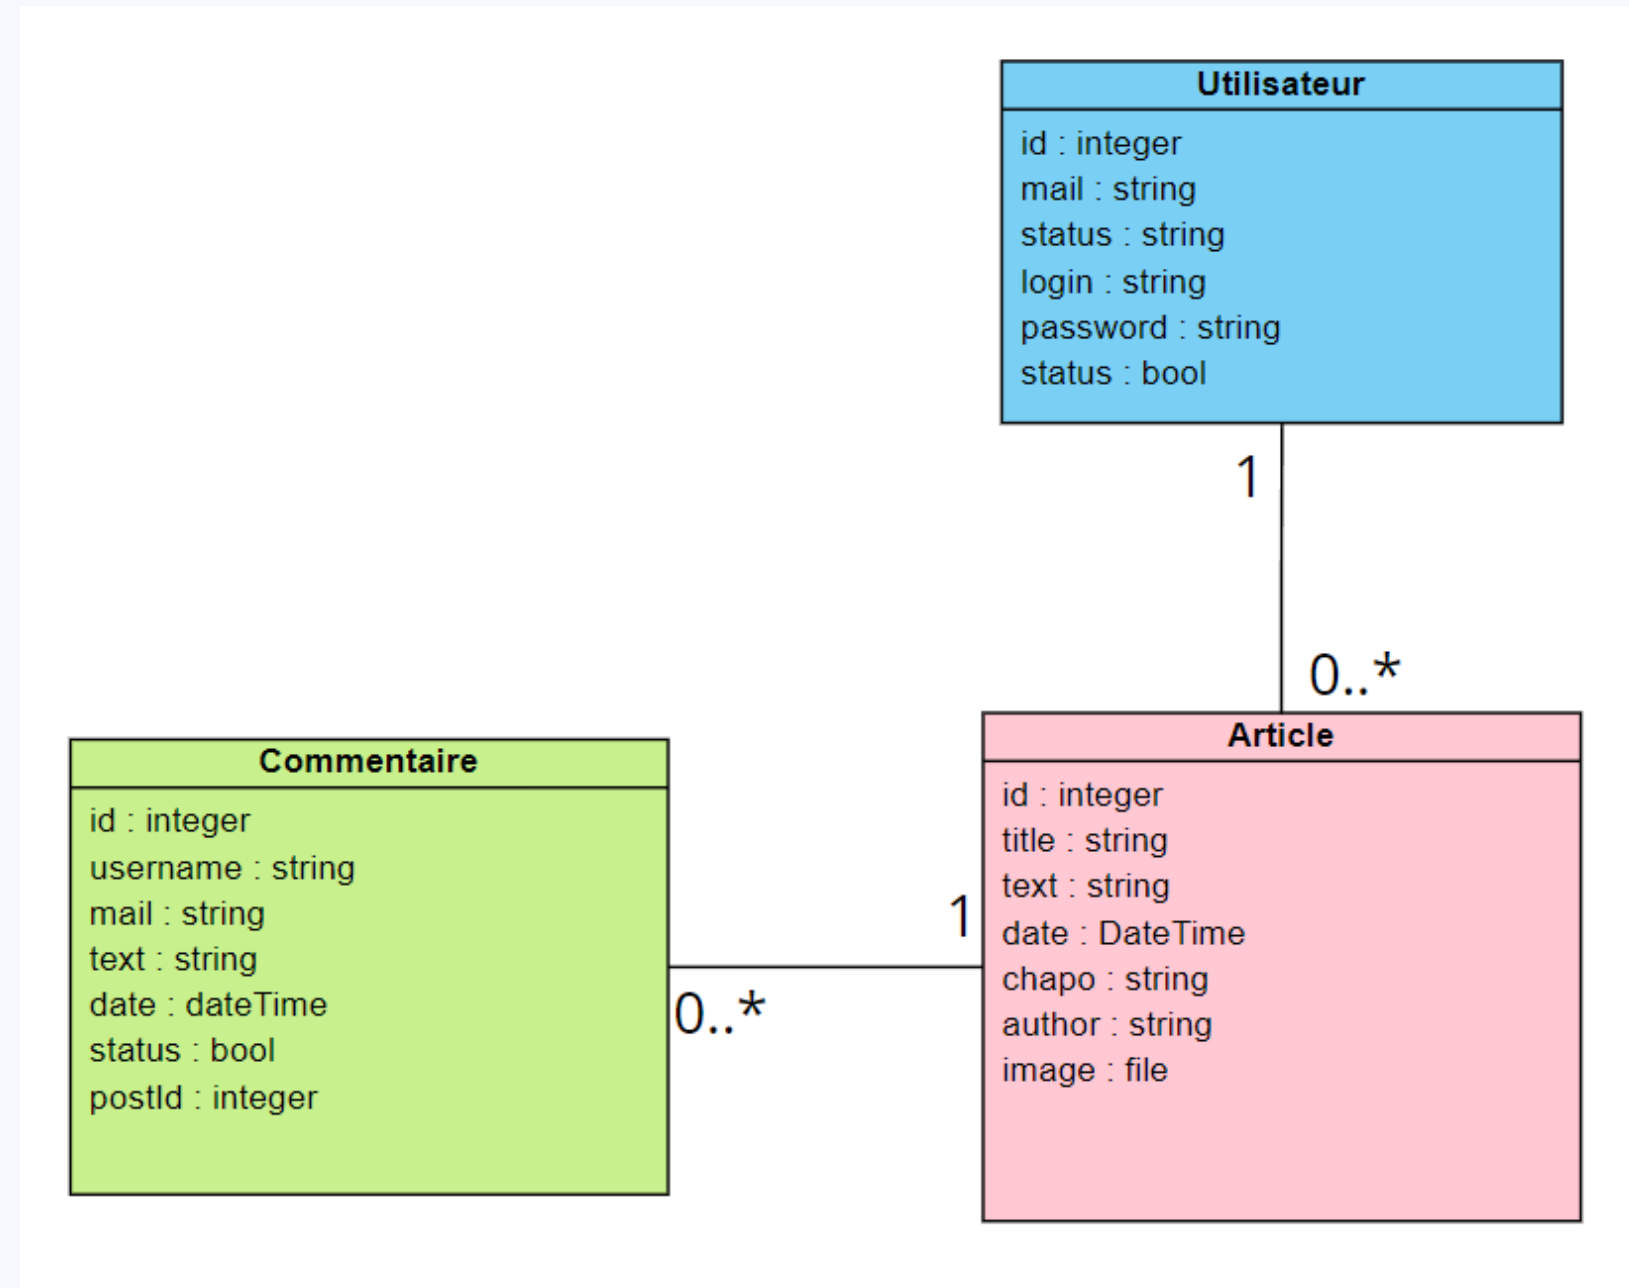 Utilisateur
id : integer
mail : string
status : string
login : string
password : string
status : bool
1
0..*
Article
id : integer
title : string
text : string
date : DateTime
chapo : string
author : string
image : file
1
0..*
Commentaire
id : integer
username : string
mail : string
text : string
date : dateTime
status : bool
postId : integer